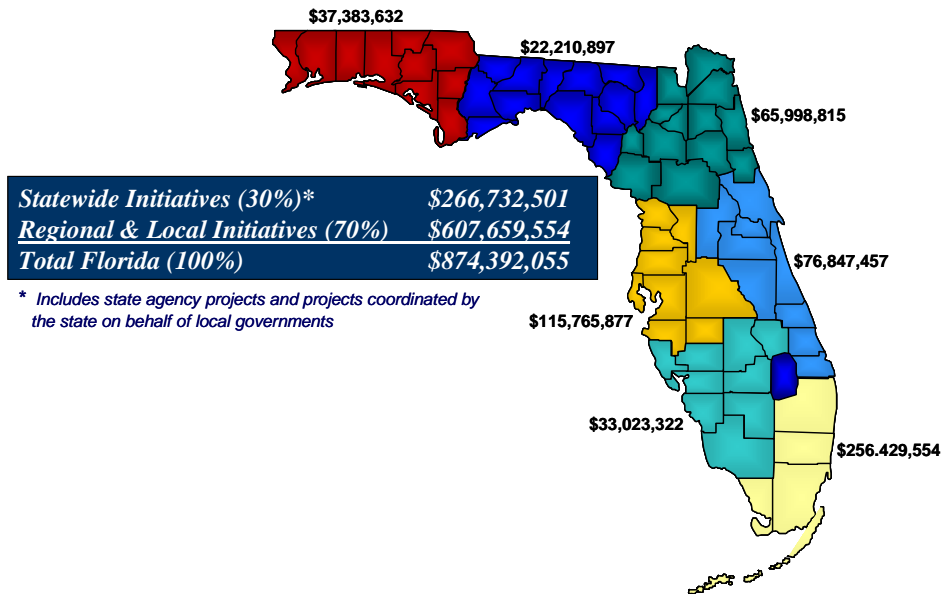 $37,383,632
$22,210,897
$65,998,815
Statewide Initiatives (30%)* $266,732,501
Regional & Local Initiatives (70%) $607,659,554
Total Florida (100%) $874,392,055
* Includes state agency projects and projects coordinated by
the state on behalf of local governments
$76,847,457
$115,765,877
$33,023,322
$256.429,554